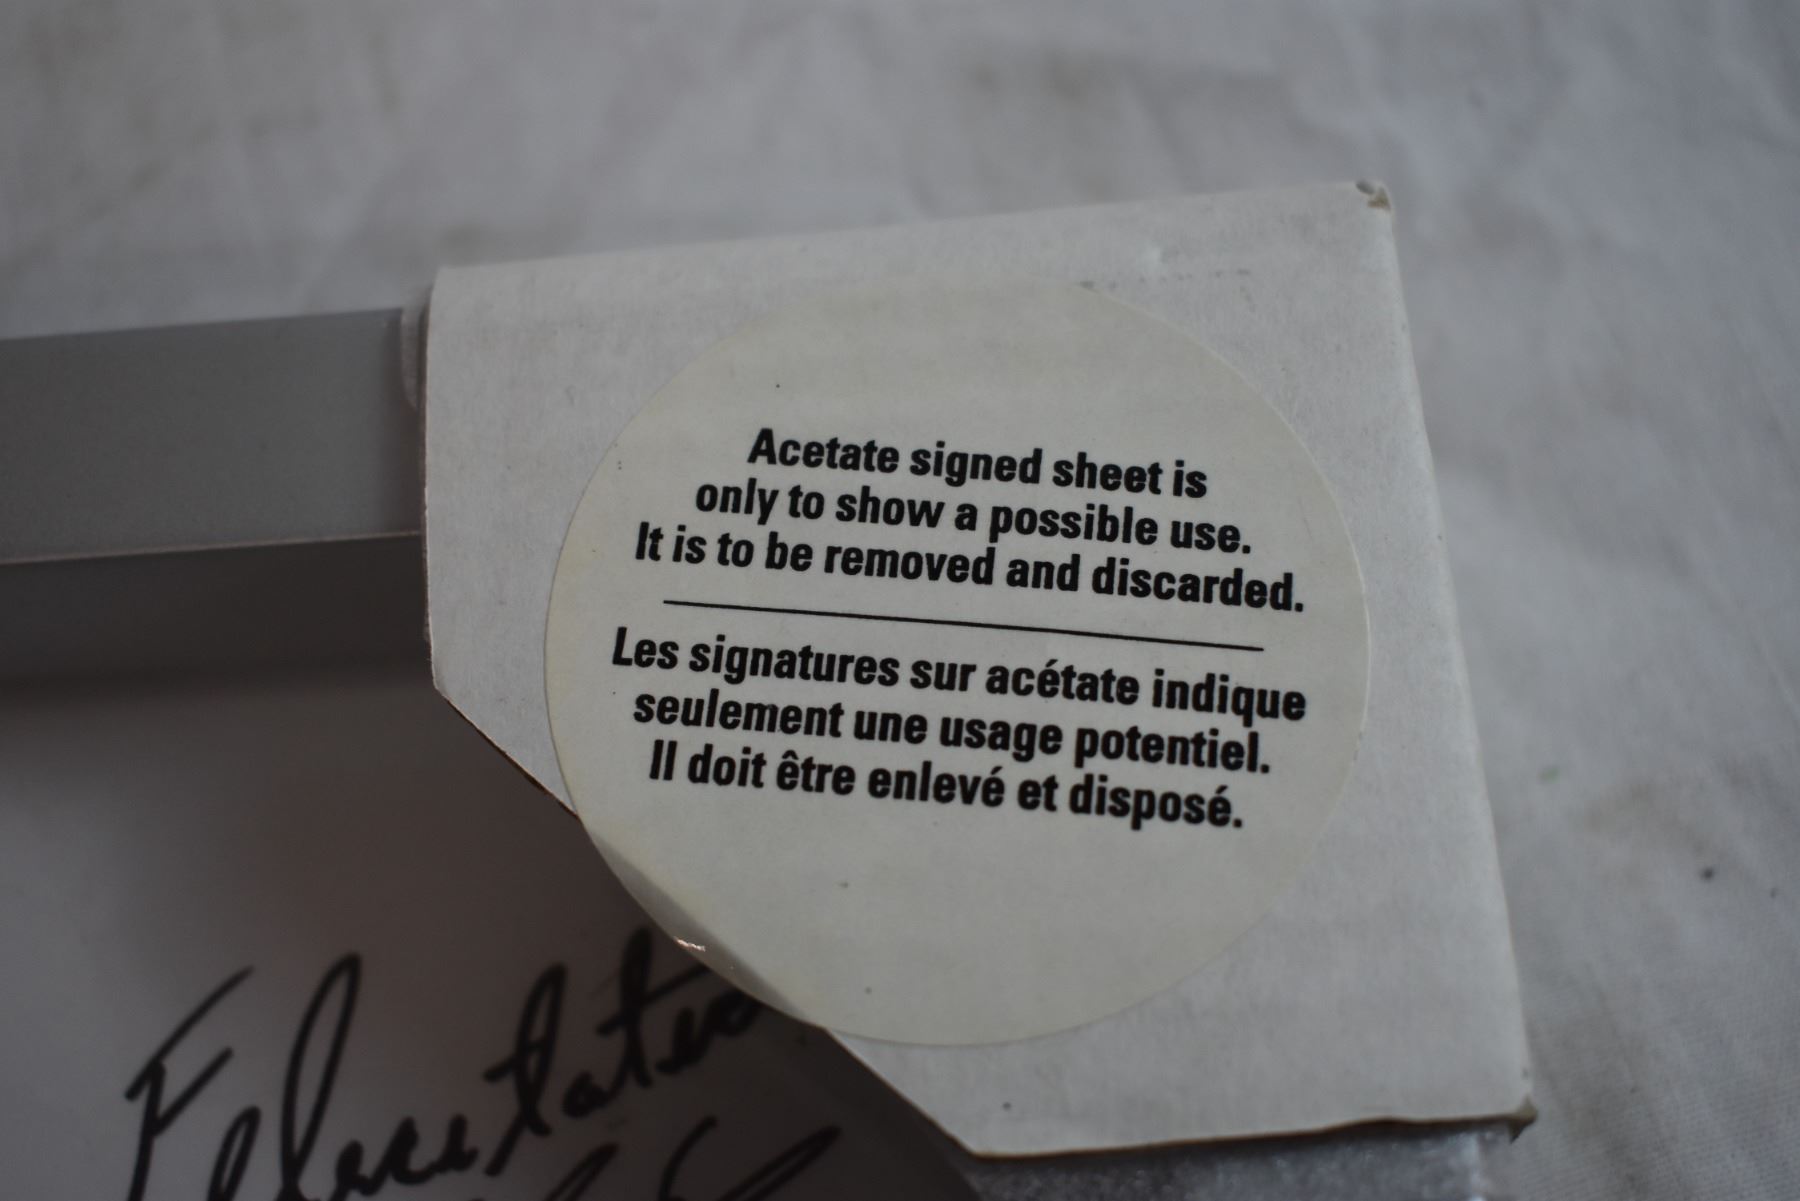 Acetate signed sheet is
only to show a possible use.
It is to be removed and discarded.
Les signatures sur acétate indique
seulement une usage potentiel.
Il doit être enlevé et disposé.